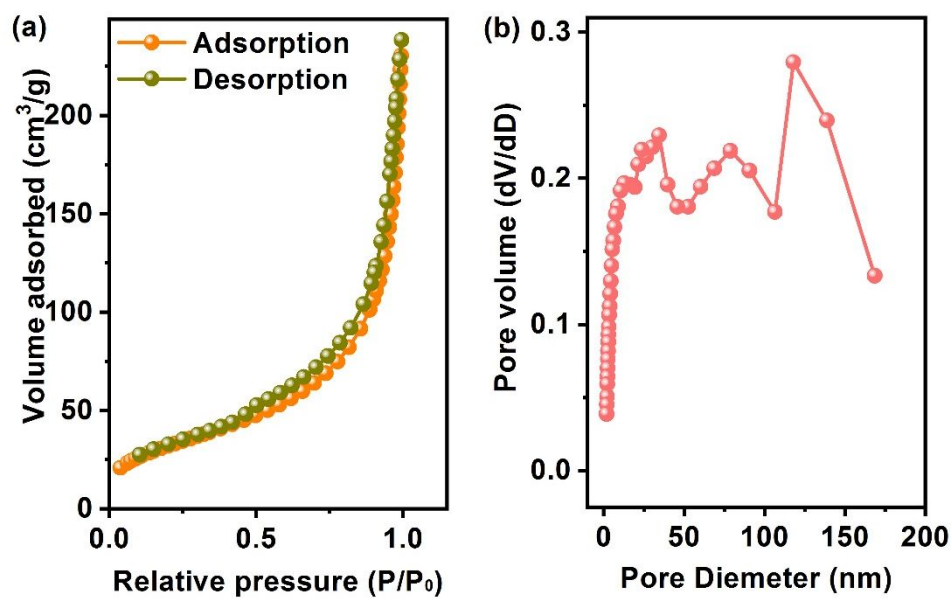 (a)
Adsorption
Desorption
Volume adsorbed (cm³/g)
200
150
100
50
0
0.0 0.5 1.0
Relative pressure (P/P₀)
(b)
Pore volume (dV/dD)
0.3
0.2
0.1
0.0
0 50 100 150 200
Pore Diemeter (nm)